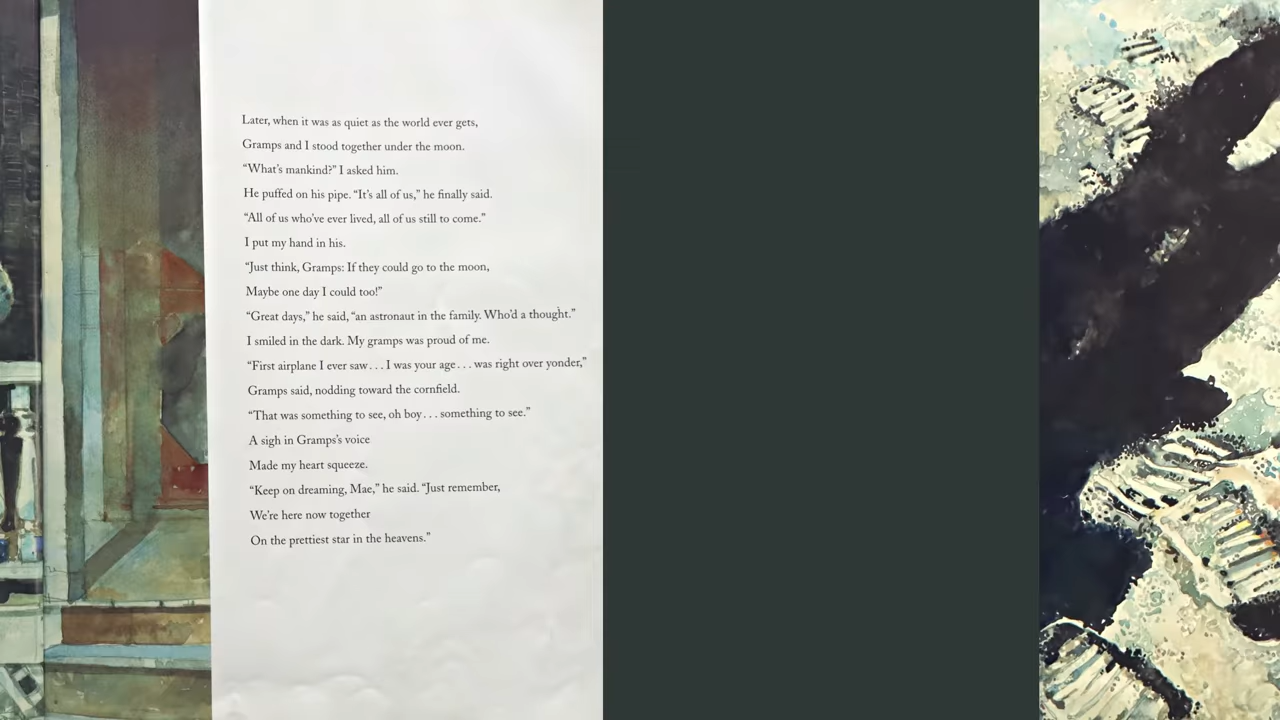 Later, when it was as quiet as the world ever gets,
Gramps and I stood together under the moon.
“What’s mankind?” I asked him.
He puffed on his pipe. “It’s all of us,” he finally said.
“All of us who’ve ever lived, all of us still to come.”
I put my hand in his.
“Just think, Gramps: If they could go to the moon,
Maybe one day I could too!”
“Great days,” he said, “an astronaut in the family. Who’d a thought.”
I smiled in the dark. My gramps was proud of me.
“First airplane I ever saw . . . I was your age . . . was right over yonder,”
Gramps said, nodding toward the cornfield.
“That was something to see, oh boy . . . something to see.”
A sigh in Gramps’s voice
Made my heart squeeze.
“Keep on dreaming, Mae,” he said. “Just remember,
We’re here now together
On the prettiest star in the heavens.”